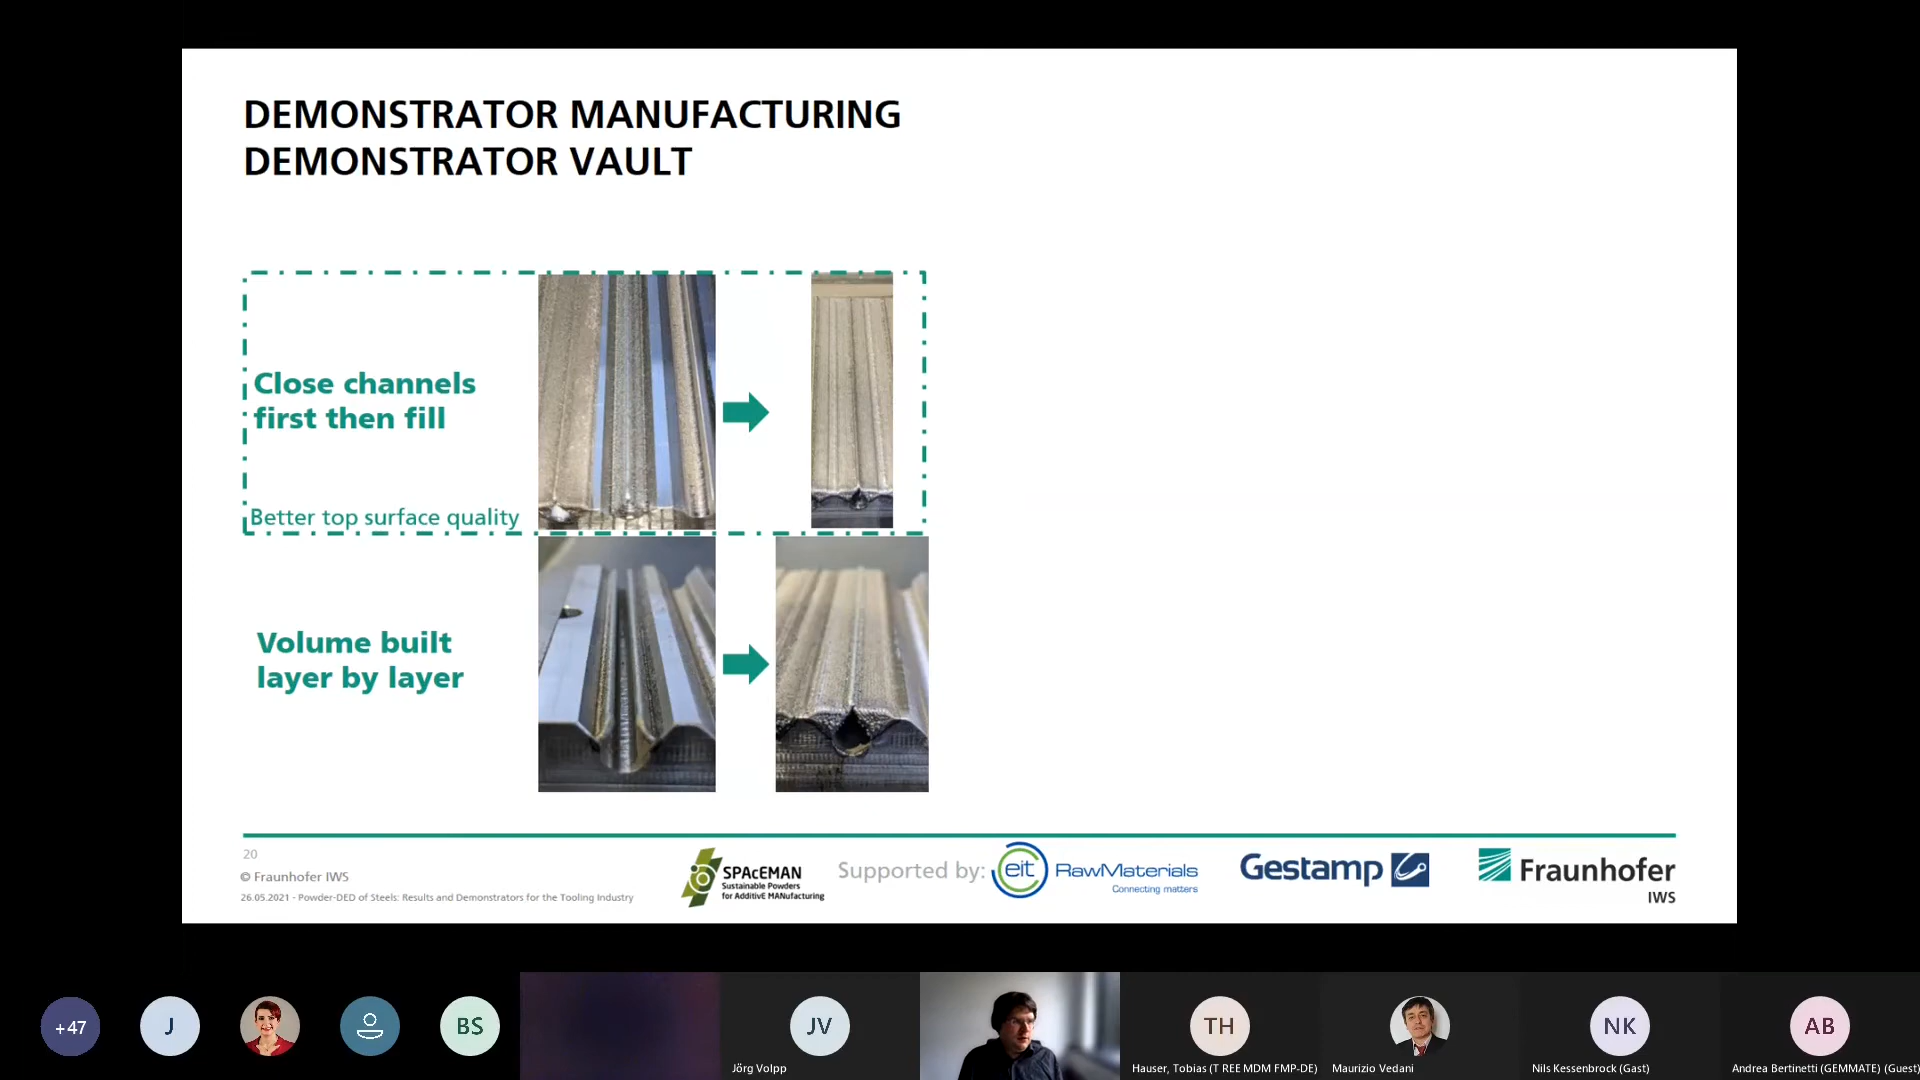 DEMONSTRATOR MANUFACTURING
DEMONSTRATOR VAULT
Close channels
first then fill
Better top surface quality
Volume built
layer by layer
20
© Fraunhofer IWS
26.05.2021 - Powder-DED of Steels: Results and Demonstrators for the Tooling Industry
SPAcEMAN
Sustainable Powders
for AdditivE MANufacturing
Supported by:
eit RawMaterials
Connecting matters
Gestamp
Fraunhofer
IWS
+47
J
BS
JV
Jörg Volpp
TH
Hauser, Tobias (T REE MDM FMP-DE)
Maurizio Vedani
NK
Nils Kessenbrock (Gast)
AB
Andrea Bertinetti (GEMMATE) (Guest)